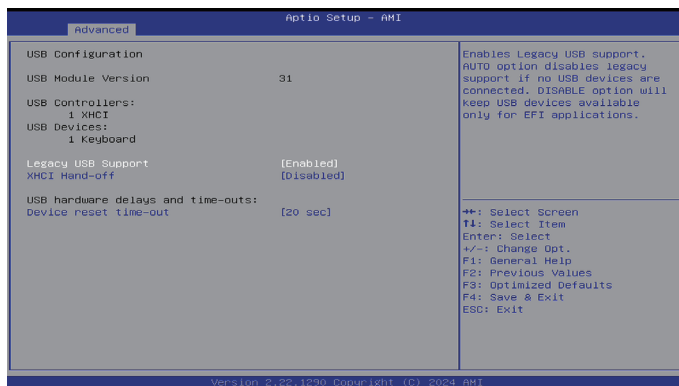 Aptio Setup – AMI
Advanced
USB Configuration
USB Module Version 31
USB Controllers:
1 XHCI
USB Devices:
1 Keyboard
Legacy USB Support [Enabled]
XHCI Hand-off [Disabled]
USB hardware delays and time-outs:
Device reset time-out [20 sec]
Enables Legacy USB support.
AUTO option disables legacy
support if no USB devices are
connected. DISABLE option will
keep USB devices available
only for EFI applications.
→←: Select Screen
↑↓: Select Item
Enter: Select
+/-: Change Opt.
F1: General Help
F2: Previous Values
F3: Optimized Defaults
F4: Save & Exit
ESC: Exit
Version 2.22.1290 Copyright (C) 2024 AMI